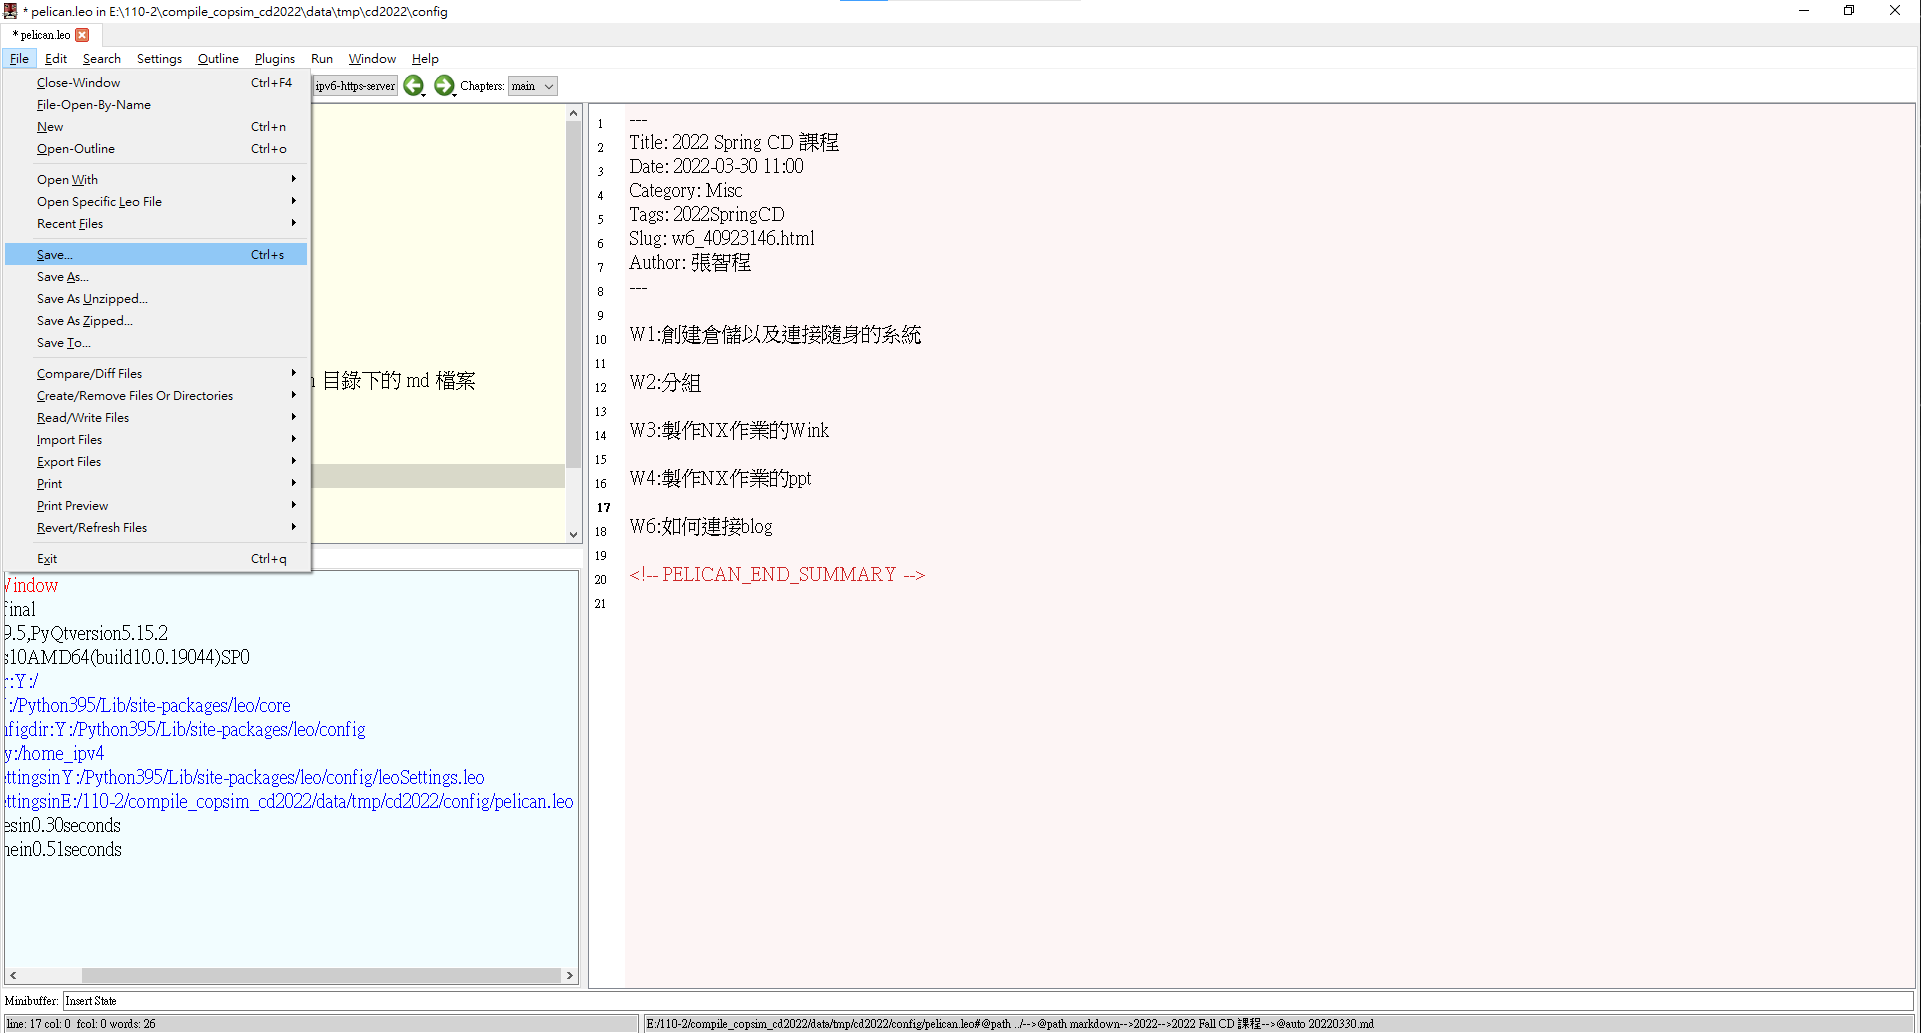 * pelican.leo in E:\110-2\compile_copsim_cd2022\data\tmp\cd2022\config
* pelican.leo
File Edit Search Settings Outline Plugins Run Window Help
ipv6-https-server Chapters: main
Close-Window Ctrl+F4
File-Open-By-Name
New Ctrl+n
Open-Outline Ctrl+o
Open With
Open Specific Leo File
Recent Files
Save... Ctrl+s
Save As...
Save As Unzipped...
Save As Zipped...
Save To...
Compare/Diff Files
Create/Remove Files Or Directories
Read/Write Files
Import Files
Export Files
Print
Print Preview
Revert/Refresh Files
Exit Ctrl+q
目錄下的 md 檔案
Window
final
9.5,PyQtversion5.15.2
s10AMD64(build10.0.19044)SP0
r:Y:/
:/Python395/Lib/site-packages/leo/core
nfigdir:Y:/Python395/Lib/site-packages/leo/config
y:/home_ipv4
ettingsinY:/Python395/Lib/site-packages/leo/config/leoSettings.leo
ettingsinE:/110-2/compile_copsim_cd2022/data/tmp/cd2022/config/pelican.leo
esin0.30seconds
nein0.51seconds
1 ---
2 Title: 2022 Spring CD 課程
3 Date: 2022-03-30 11:00
4 Category: Misc
5 Tags: 2022SpringCD
6 Slug: w6_40923146.html
7 Author: 張智程
8 ---
9
10 W1:創建倉儲以及連接隨身的系統
11
12 W2:分組
13
14 W3:製作NX作業的Wink
15
16 W4:製作NX作業的ppt
17
18 W6:如何連接blog
19
20 <!-- PELICAN_END_SUMMARY -->
21
Minibuffer: Insert State
line: 17 col: 0 fcol: 0 words: 26
E:/110-2/compile_copsim_cd2022/data/tmp/cd2022/config/pelican.leo#@path ../-->@path markdown-->2022-->2022 Fall CD 課程-->@auto 20220330.md